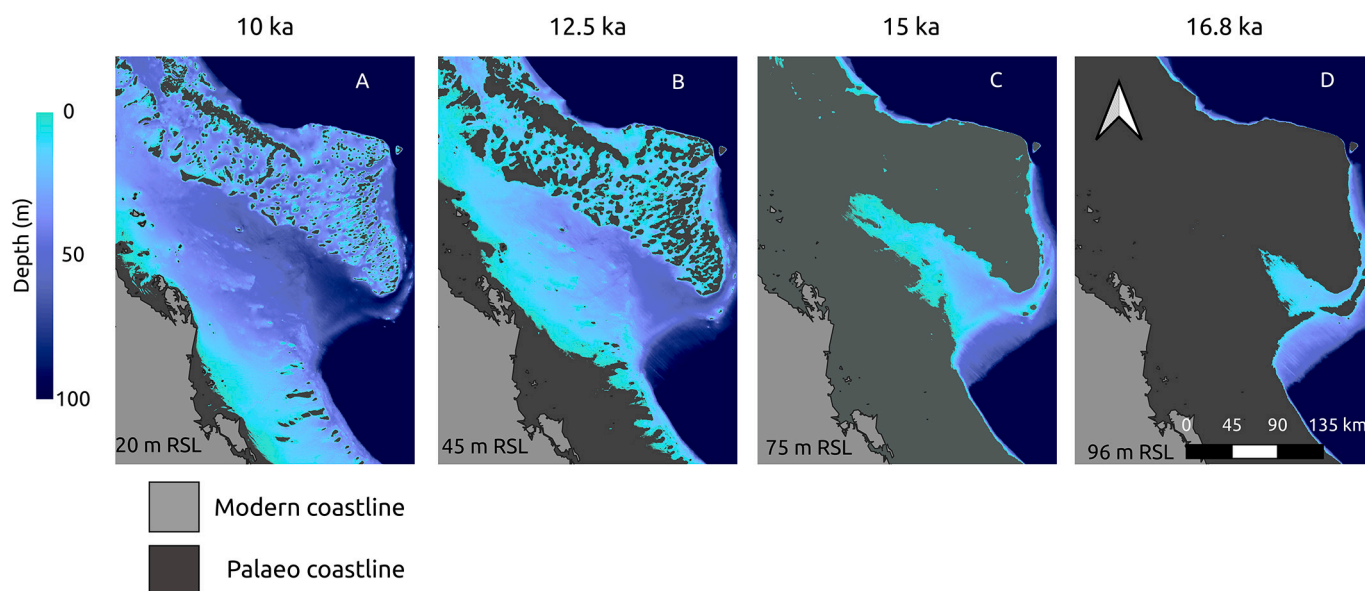 10 ka
12.5 ka
15 ka
16.8 ka
A
B
C
D
0
50
100
Depth (m)
20 m RSL
45 m RSL
75 m RSL
96 m RSL
0 45 90 135 km
Modern coastline
Palaeo coastline